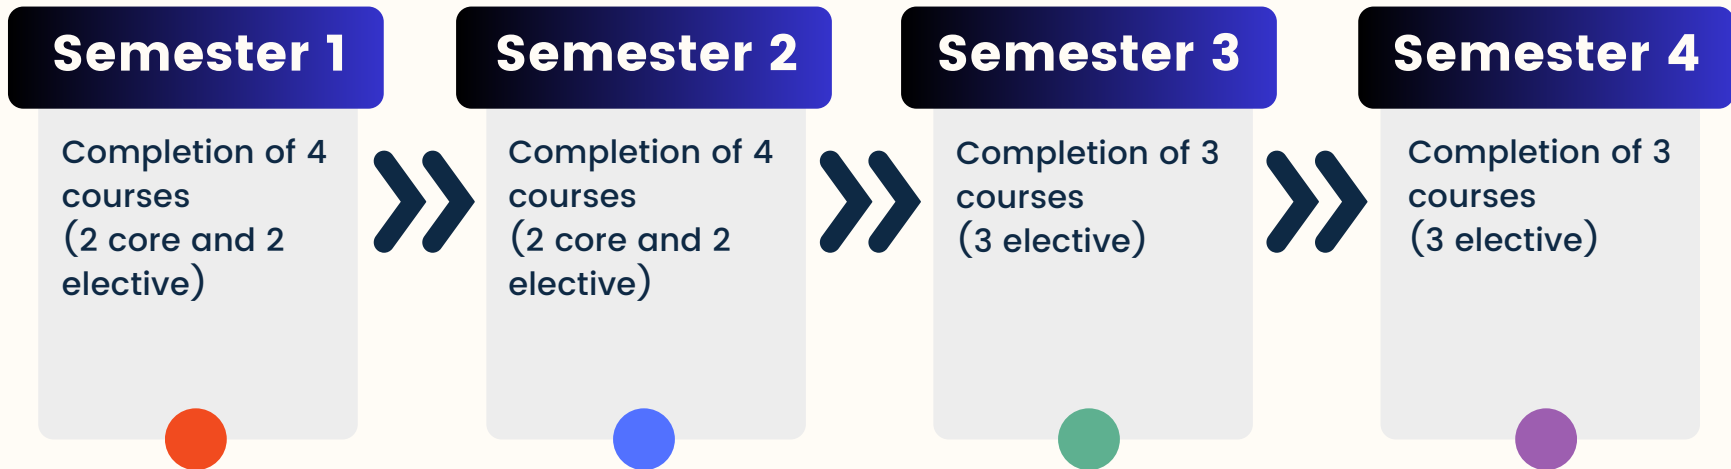 Semester 1
Completion of 4
courses
(2 core and 2
elective)
Semester 2
Completion of 4
courses
(2 core and 2
elective)
Semester 3
Completion of 3
courses
(3 elective)
Semester 4
Completion of 3
courses
(3 elective)